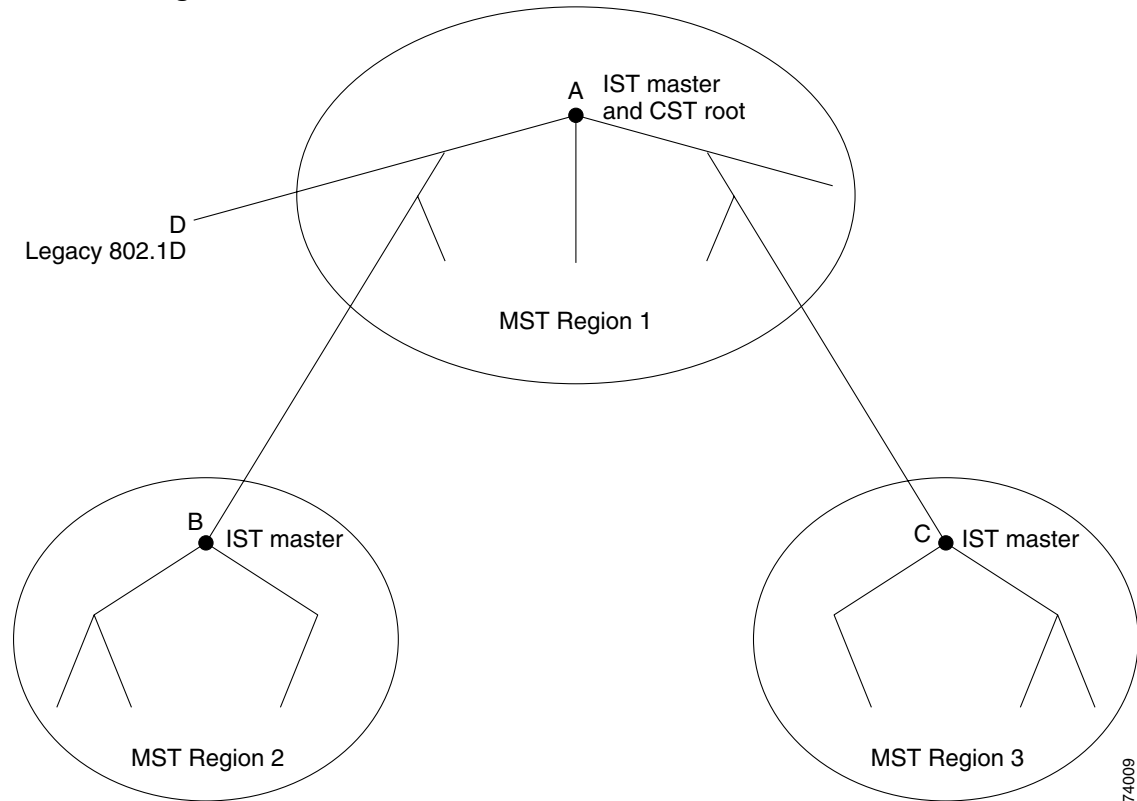 A
IST master
and CST root
D
Legacy 802.1D
MST Region 1
B
IST master
C
IST master
MST Region 2
MST Region 3
74009